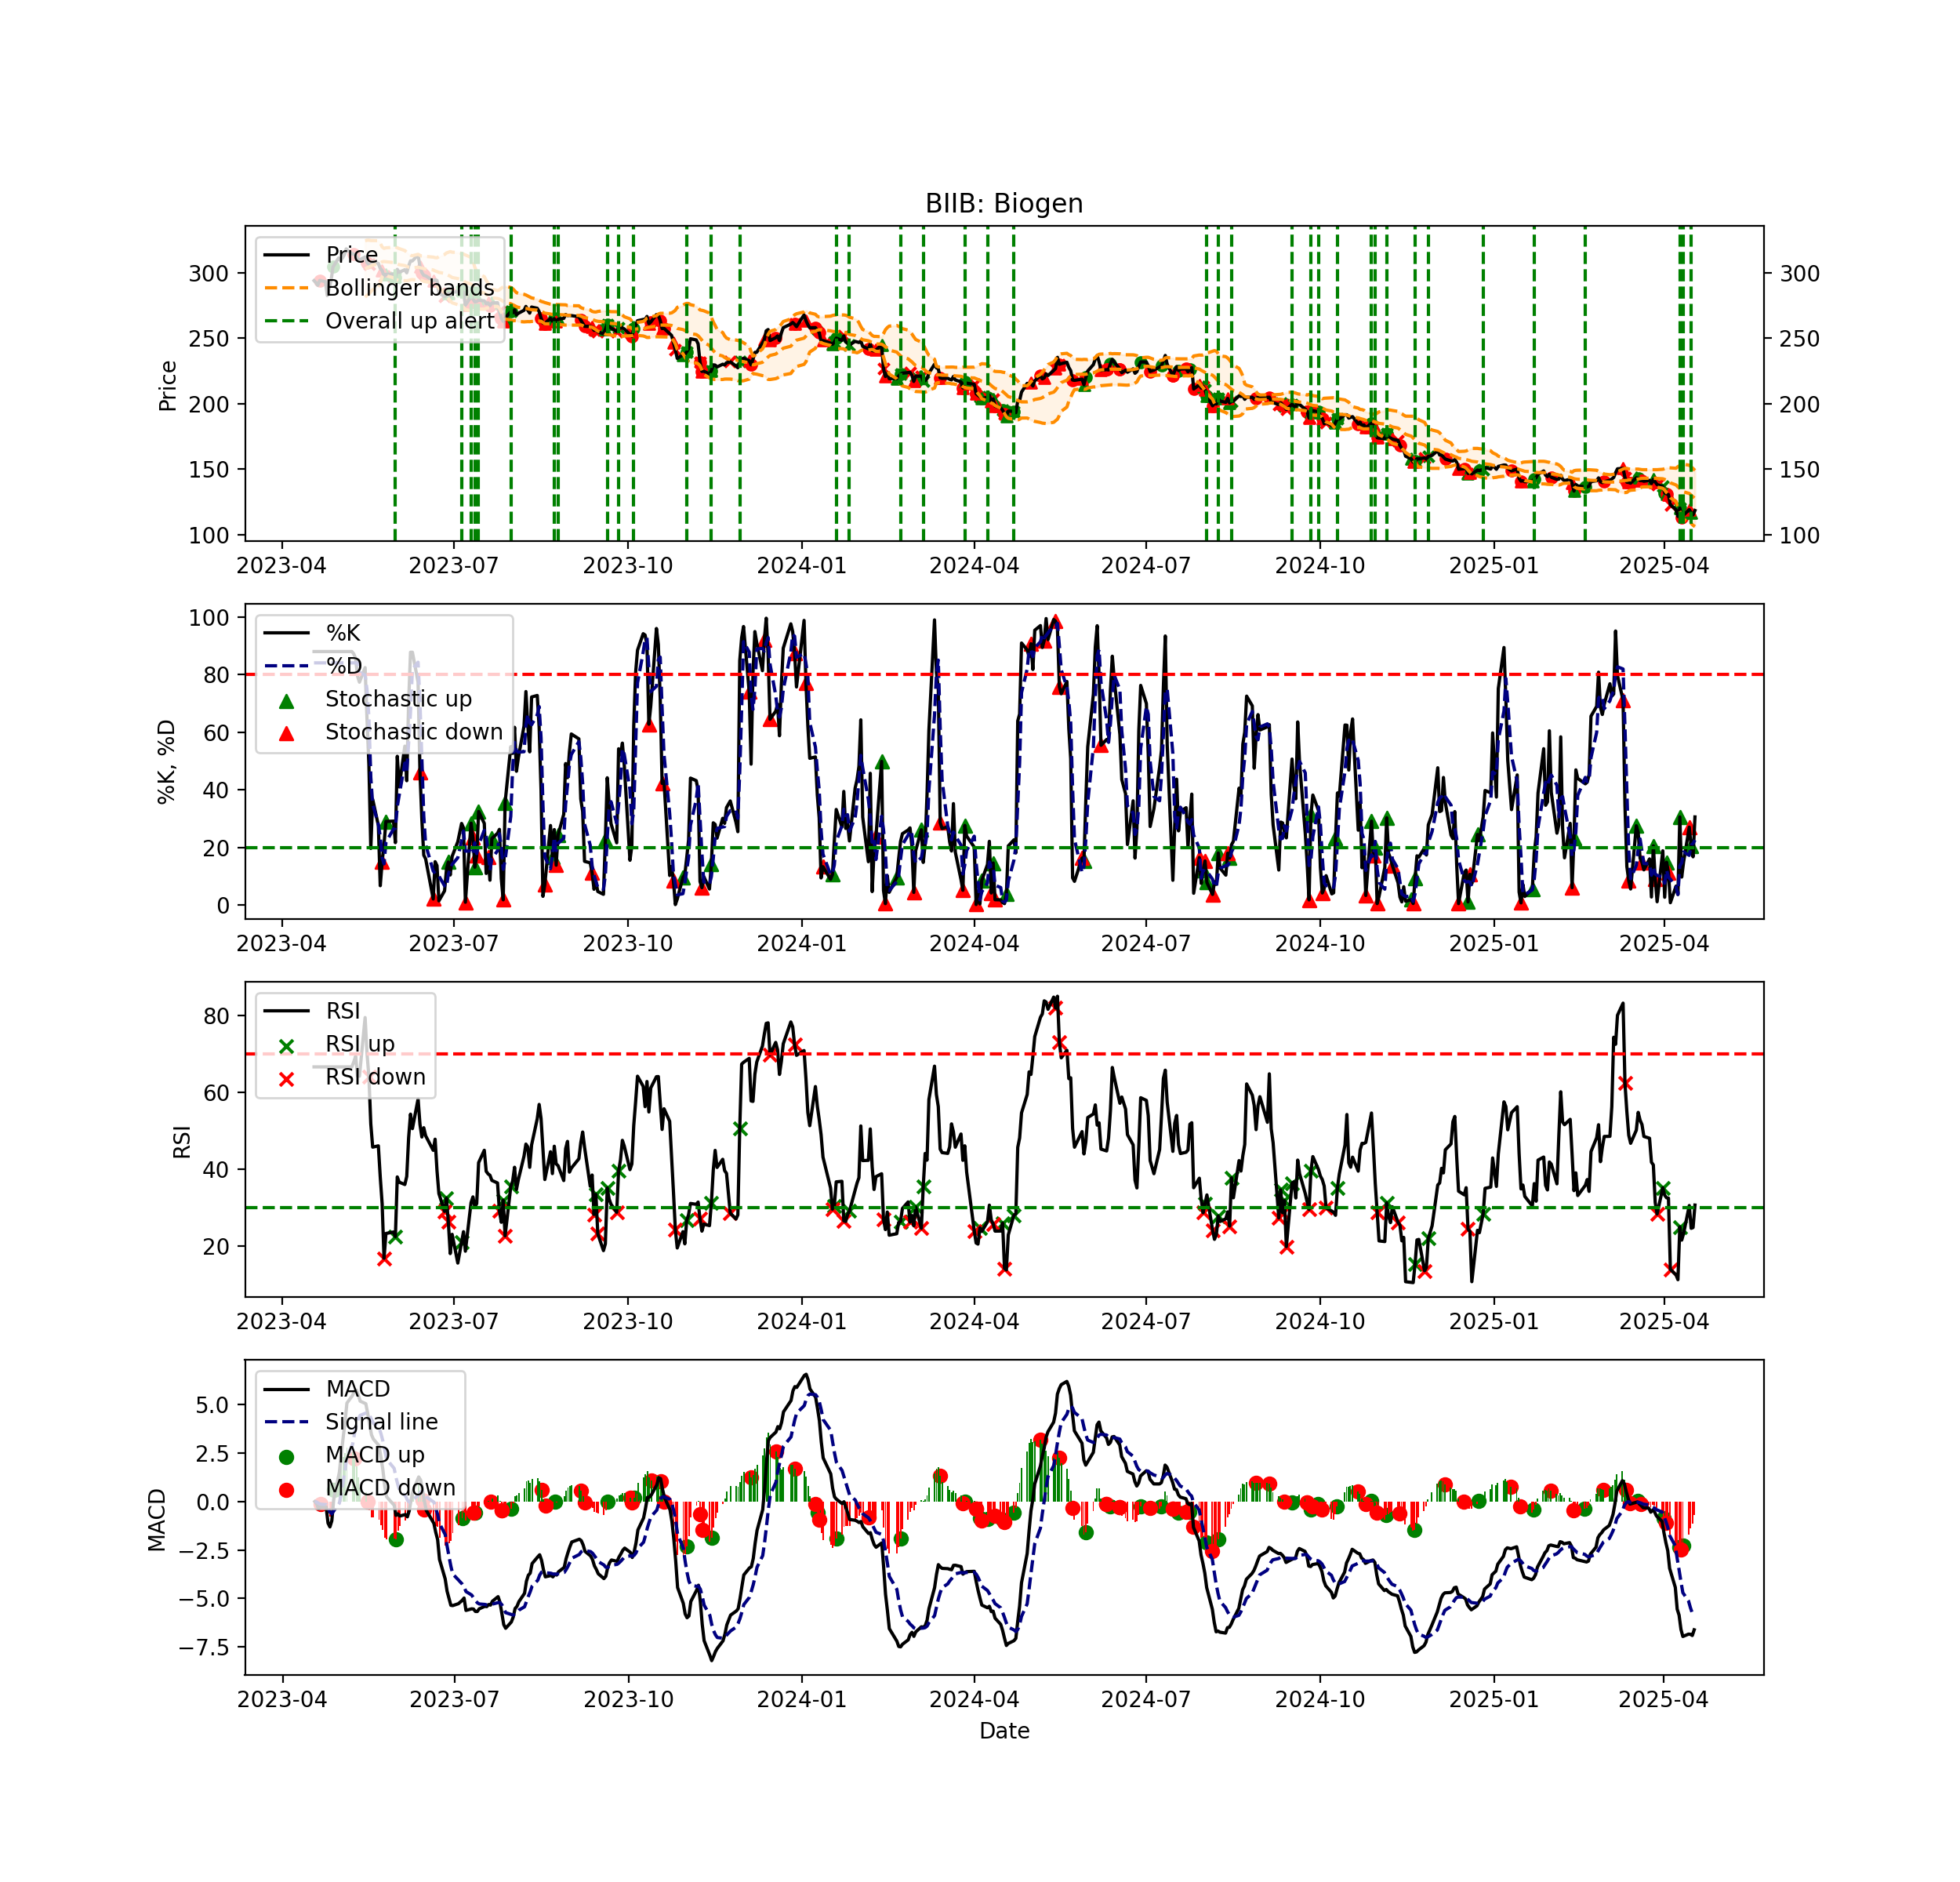 BIIB: Biogen
Price
Bollinger bands
Overall up alert
Price
300
250
200
150
100
300
250
200
150
100
2023-04 2023-07 2023-10 2024-01 2024-04 2024-07 2024-10 2025-01 2025-04
%K
%D
Stochastic up
Stochastic down
%K, %D
100
80
60
40
20
0
2023-04 2023-07 2023-10 2024-01 2024-04 2024-07 2024-10 2025-01 2025-04
RSI
RSI up
RSI down
RSI
80
60
40
20
2023-04 2023-07 2023-10 2024-01 2024-04 2024-07 2024-10 2025-01 2025-04
MACD
Signal line
MACD up
MACD down
MACD
5.0
2.5
0.0
−2.5
−5.0
−7.5
2023-04 2023-07 2023-10 2024-01 2024-04 2024-07 2024-10 2025-01 2025-04
Date